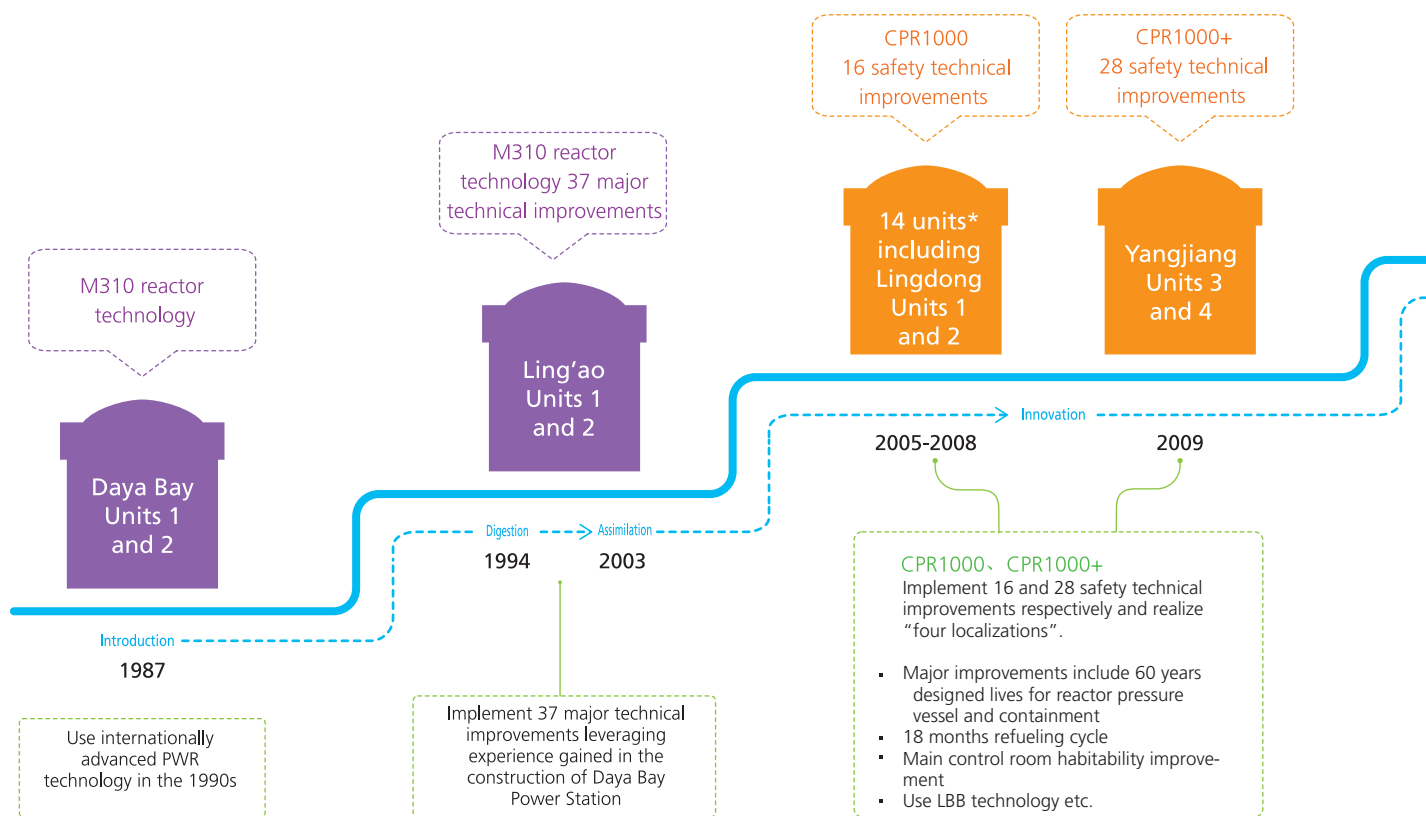 M310 reactor
technology
Daya Bay
Units 1
and 2
Introduction
1987
Use internationally
advanced PWR
technology in the 1990s
M310 reactor
technology 37 major
technical improvements
Ling’ao
Units 1
and 2
Digestion
Assimilation
1994
2003
Implement 37 major technical
improvements leveraging
experience gained in the
construction of Daya Bay
Power Station
CPR1000
16 safety technical
improvements
14 units*
including
Lingdong
Units 1
and 2
CPR1000+
28 safety technical
improvements
Yangjiang
Units 3
and 4
Innovation
2005-2008
2009
CPR1000、CPR1000+
Implement 16 and 28 safety technical
improvements respectively and realize
“four localizations”.
▪ Major improvements include 60 years
designed lives for reactor pressure
vessel and containment
▪ 18 months refueling cycle
▪ Main control room habitability improve-
ment
▪ Use LBB technology etc.